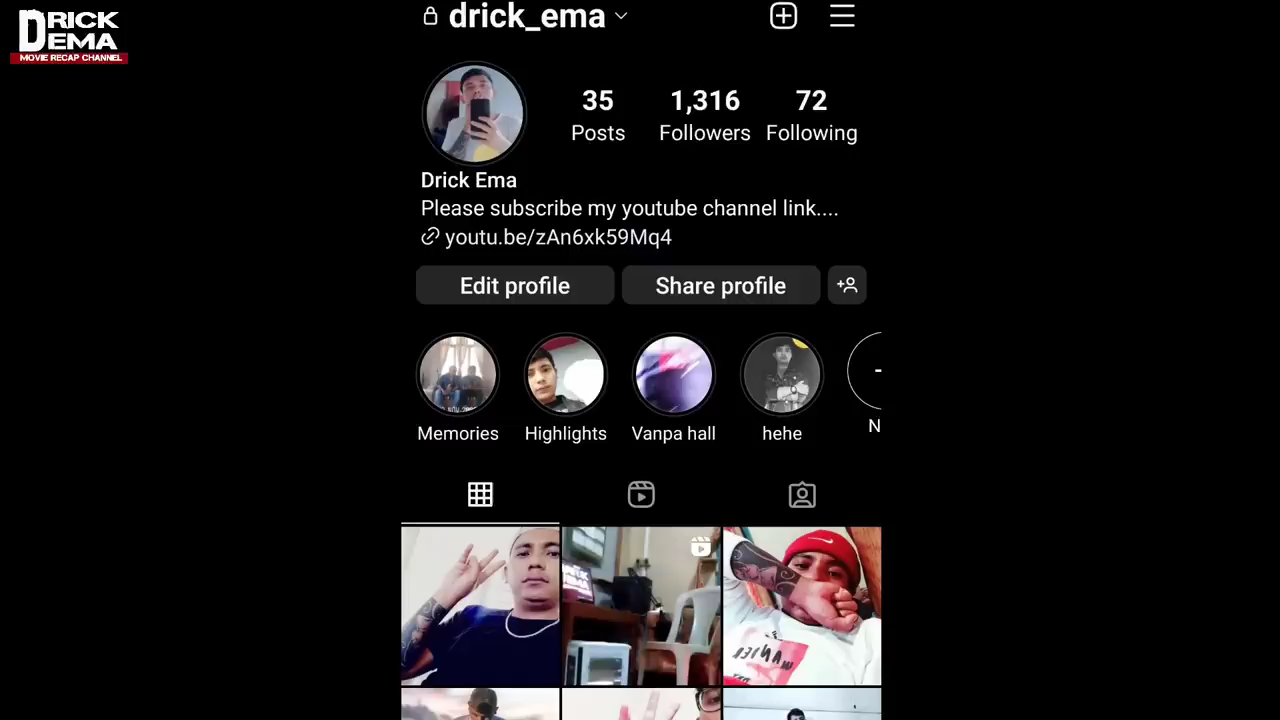 DRICK
EMA
MOVIE RECAP CHANNEL
drick_ema
35
1,316
72
Posts
Followers
Following
Drick Ema
Please subscribe my youtube channel link....
youtu.be/zAn6xk59Mq4
Edit profile
Share profile
Memories
Highlights
Vanpa hall
hehe
N